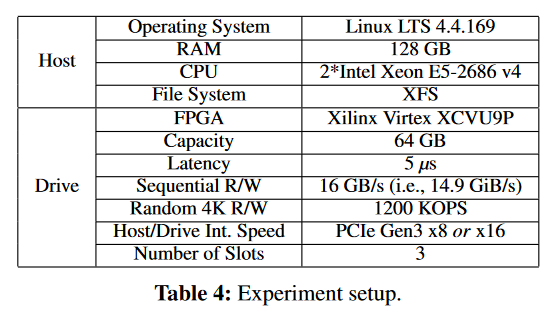 Host
Operating System Linux LTS 4.4.169
RAM 128 GB
CPU 2*Intel Xeon E5-2686 v4
File System XFS
Drive
FPGA Xilinx Virtex XCVU9P
Capacity 64 GB
Latency 5 μs
Sequential R/W 16 GB/s (i.e., 14.9 GiB/s)
Random 4K R/W 1200 KOPS
Host/Drive Int. Speed PCIe Gen3 x8 or x16
Number of Slots 3
Table 4: Experiment setup.